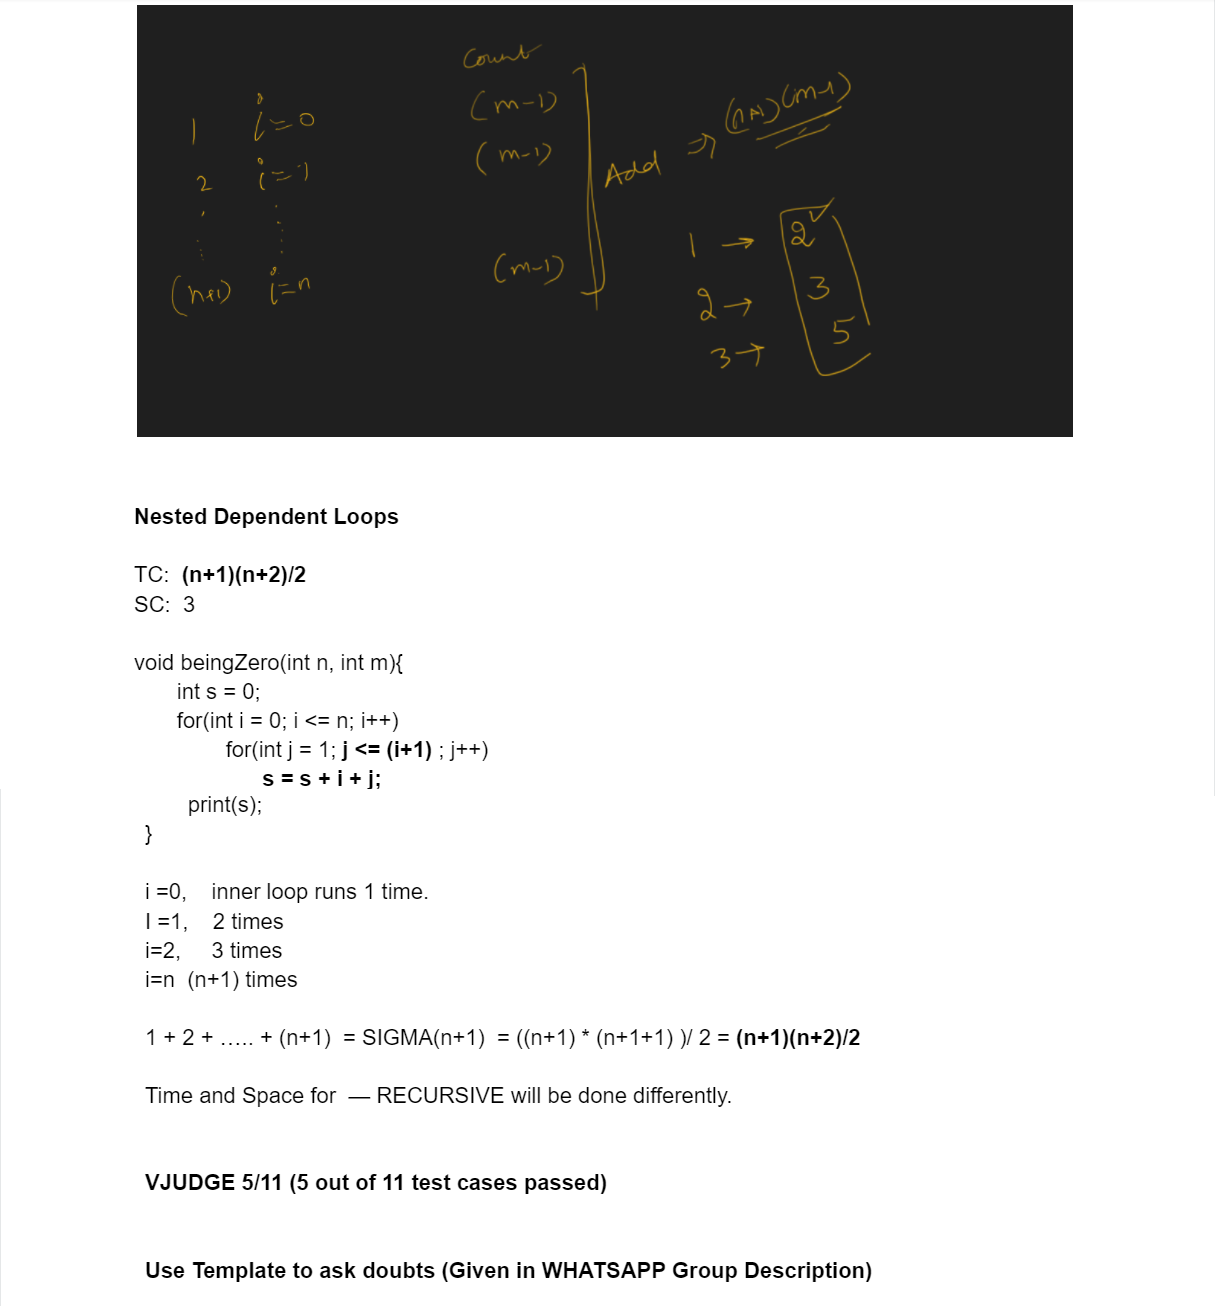 Count
1 i=0 (m-1)
2 i=1 (m-1)
(n+1) i=n (m-1)
Add => (n+1)(m-1)
1 → 2
2 → 3
3 → 5
Nested Dependent Loops
TC: (n+1)(n+2)/2
SC: 3
void beingZero(int n, int m){
int s = 0;
for(int i = 0; i <= n; i++)
for(int j = 1; j <= (i+1) ; j++)
s = s + i + j;
print(s);
}
i =0, inner loop runs 1 time.
I =1, 2 times
i=2, 3 times
i=n (n+1) times
1 + 2 + ….. + (n+1) = SIGMA(n+1) = ((n+1) * (n+1+1) )/ 2 = (n+1)(n+2)/2
Time and Space for — RECURSIVE will be done differently.
VJUDGE 5/11 (5 out of 11 test cases passed)
Use Template to ask doubts (Given in WHATSAPP Group Description)